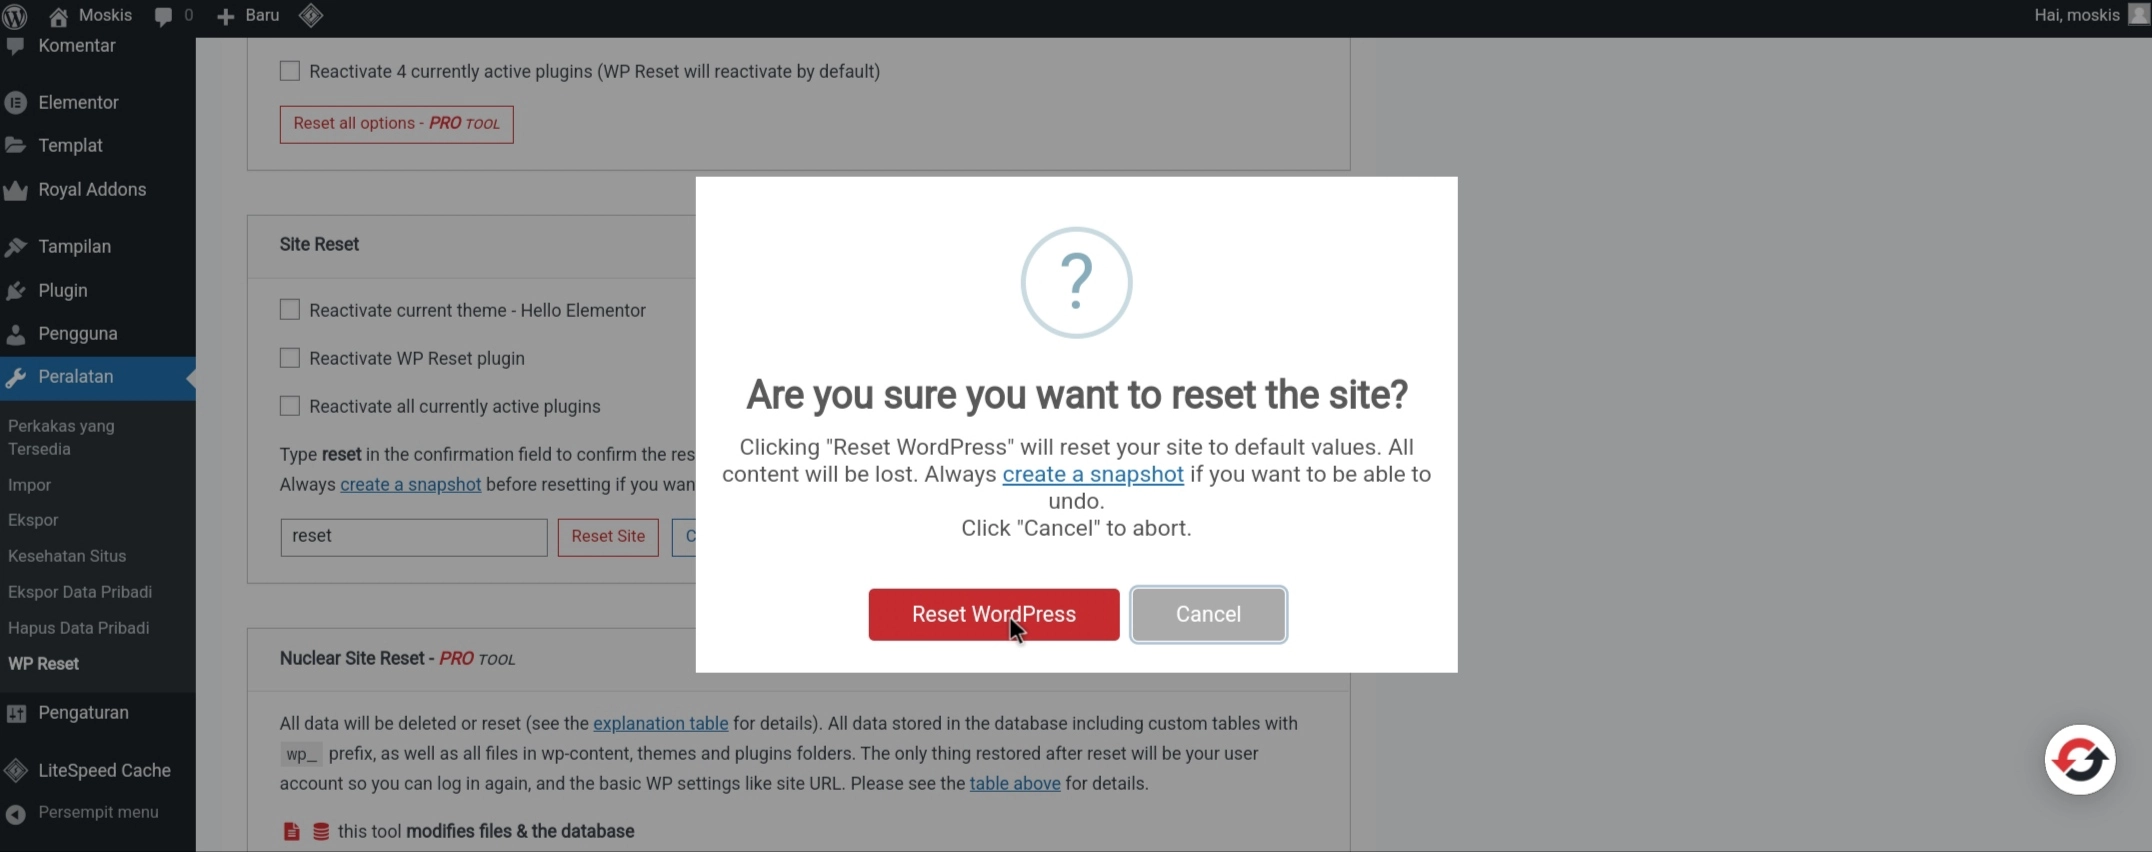 Moskis
0
Baru
Hai, moskis
Komentar
Elementor
Templat
Royal Addons
Tampilan
Plugin
Pengguna
Peralatan
Perkakas yang
Tersedia
Impor
Ekspor
Kesehatan Situs
Ekspor Data Pribadi
Hapus Data Pribadi
WP Reset
Pengaturan
LiteSpeed Cache
Persempit menu
Reactivate 4 currently active plugins (WP Reset will reactivate by default)
Reset all options - PRO TOOL
Site Reset
Reactivate current theme - Hello Elementor
Reactivate WP Reset plugin
Reactivate all currently active plugins
Type reset in the confirmation field to confirm the res
Always create a snapshot before resetting if you wan
reset
Reset Site
C
?
Are you sure you want to reset the site?
Clicking "Reset WordPress" will reset your site to default values. All
content will be lost. Always create a snapshot if you want to be able to
undo.
Click "Cancel" to abort.
Reset WordPress
Cancel
Nuclear Site Reset - PRO TOOL
All data will be deleted or reset (see the explanation table for details). All data stored in the database including custom tables with
wp_ prefix, as well as all files in wp-content, themes and plugins folders. The only thing restored after reset will be your user
account so you can log in again, and the basic WP settings like site URL. Please see the table above for details.
this tool modifies files & the database